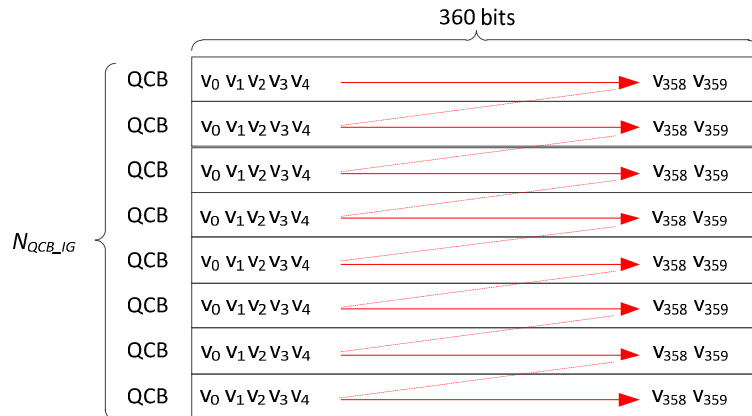 360 bits
QCB v₀ v₁ v₂ v₃ v₄ v₃₅₈ v₃₅₉
QCB v₀ v₁ v₂ v₃ v₄ v₃₅₈ v₃₅₉
QCB v₀ v₁ v₂ v₃ v₄ v₃₅₈ v₃₅₉
QCB v₀ v₁ v₂ v₃ v₄ v₃₅₈ v₃₅₉
N_QCB_IG
QCB v₀ v₁ v₂ v₃ v₄ v₃₅₈ v₃₅₉
QCB v₀ v₁ v₂ v₃ v₄ v₃₅₈ v₃₅₉
QCB v₀ v₁ v₂ v₃ v₄ v₃₅₈ v₃₅₉
QCB v₀ v₁ v₂ v₃ v₄ v₃₅₈ v₃₅₉